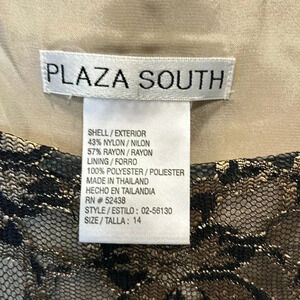 PLAZA SOUTH
SHELL / EXTERIOR
43% NYLON / NILON
57% RAYON / RAYON
LINING / FORRO
100% POLYESTER / POLIESTER
MADE IN THAILAND
HECHO EN TAILANDIA
RN # 52438
STYLE / ESTILO : 02-56130
SIZE / TALLA : 14